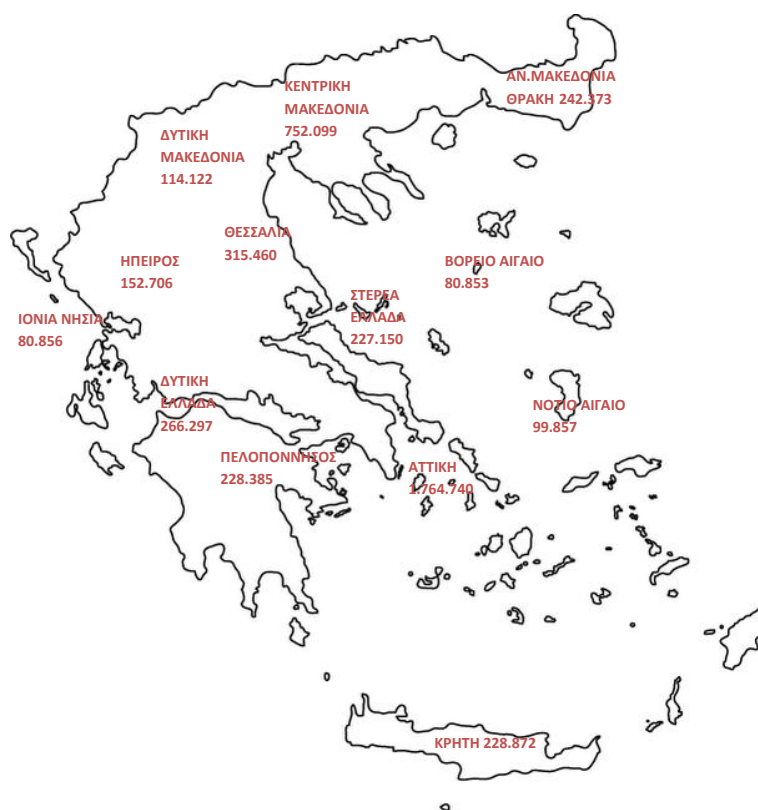 ΑΝ.ΜΑΚΕΔΟΝΙΑ
ΘΡΑΚΗ 242.373
ΚΕΝΤΡΙΚΗ
ΜΑΚΕΔΟΝΙΑ
752.099
ΔΥΤΙΚΗ
ΜΑΚΕΔΟΝΙΑ
114.122
ΘΕΣΣΑΛΙΑ
315.460
ΗΠΕΙΡΟΣ
152.706
ΒΟΡΕΙΟ ΑΙΓΑΙΟ
80.853
ΣΤΕΡΕΑ
ΕΛΛΑΔΑ
227.150
ΙΟΝΙΑ ΝΗΣΙΑ
80.856
ΔΥΤΙΚΗ
ΕΛΛΑΔΑ
266.297
ΝΟΤΙΟ ΑΙΓΑΙΟ
99.857
ΠΕΛΟΠΟΝΝΗΣΟΣ
228.385
ΑΤΤΙΚΗ
1.764.740
ΚΡΗΤΗ 228.872